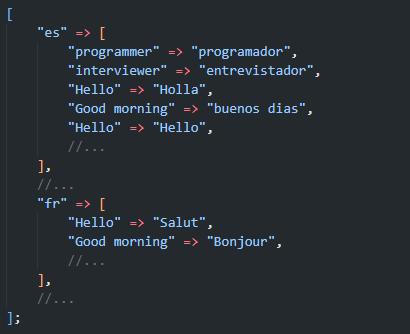 [
"es" => [
"programmer" => "programador",
"interviewer" => "entrevistador",
"Hello" => "Holla",
"Good morning" => "buenos dias",
"Hello" => "Hello",
//...
],
//...
"fr" => [
"Hello" => "Salut",
"Good morning" => "Bonjour",
//...
],
//...
];